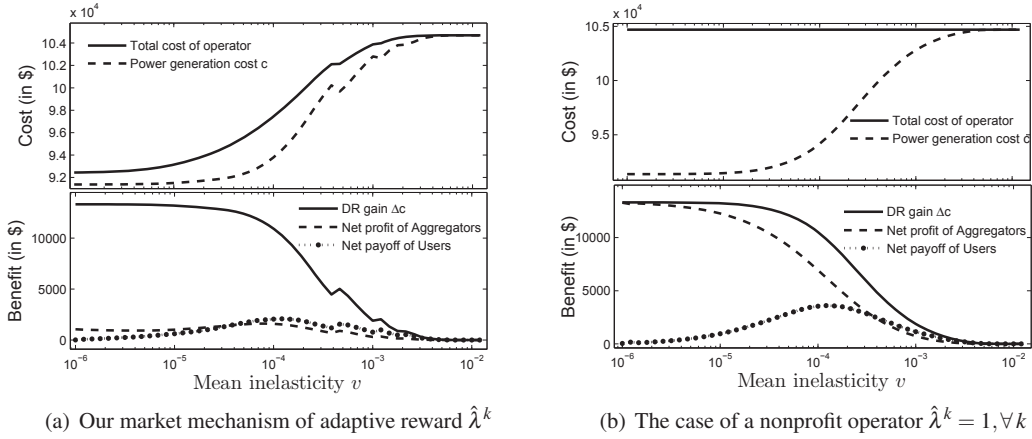 x 10⁴
10.4
10.2
10
9.8
9.6
9.4
9.2
Cost (in $)
Total cost of operator
Power generation cost c
10000
5000
0
Benefit (in $)
DR gain Δc
Net profit of Aggregators
Net payoff of Users
10⁻⁶ 10⁻⁵ 10⁻⁴ 10⁻³ 10⁻²
Mean inelasticity v
(a) Our market mechanism of adaptive reward λ̂ᵏ
x 10⁴
10.5
10
9.5
Cost (in $)
Total cost of operator
Power generation cost c
10000
5000
0
Benefit (in $)
DR gain Δc
Net profit of Aggregators
Net payoff of Users
10⁻⁶ 10⁻⁵ 10⁻⁴ 10⁻³ 10⁻²
Mean inelasticity v
(b) The case of a nonprofit operator λ̂ᵏ = 1, ∀k